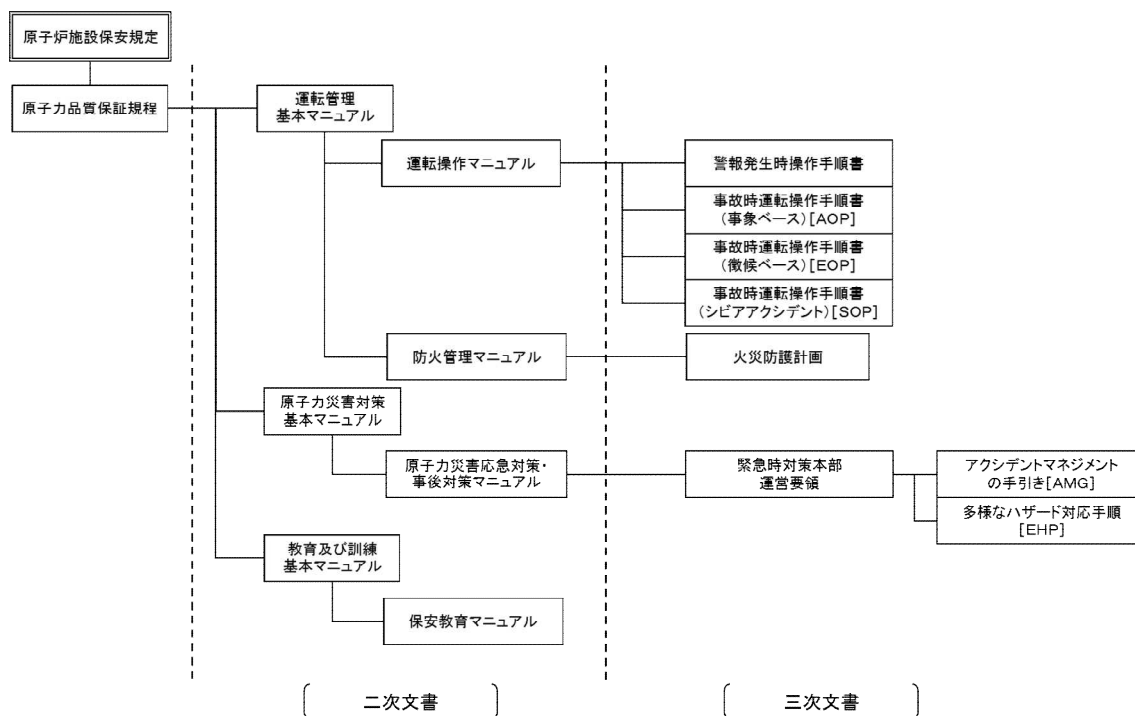 原子炉施設保安規定
原子力品質保証規程
運転管理
基本マニュアル
運転操作マニュアル
警報発生時操作手順書
事故時運転操作手順書
(事象ベース)[AOP]
事故時運転操作手順書
(徴候ベース)[EOP]
事故時運転操作手順書
(シビアアクシデント)[SOP]
防火管理マニュアル
火災防護計画
原子力災害対策
基本マニュアル
原子力災害応急対策・
事後対策マニュアル
緊急時対策本部
運営要領
アクシデントマネジメント
の手引き[AMG]
多様なハザード対応手順
[EHP]
教育及び訓練
基本マニュアル
保安教育マニュアル
二次文書
三次文書